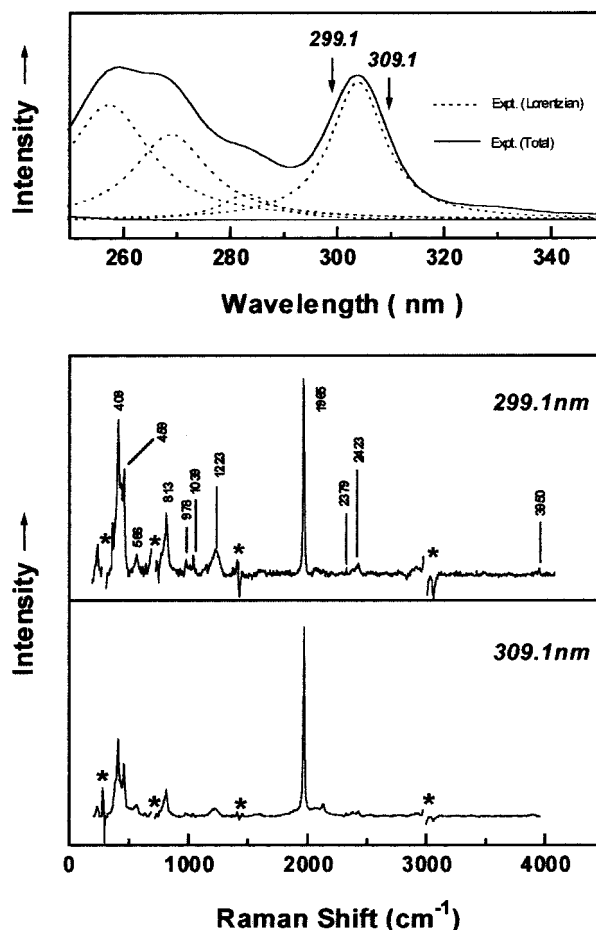 299.1
309.1
Expt. (Lorentzian)
Expt. (Total)
Intensity
260 280 300 320 340
Wavelength ( nm )
299.1nm
409
459
566
*
*
813
978
1039
1223
*
1965
2379
2423
*
3950
Intensity
309.1nm
* * * *
0 1000 2000 3000 4000
Raman Shift (cm-1)